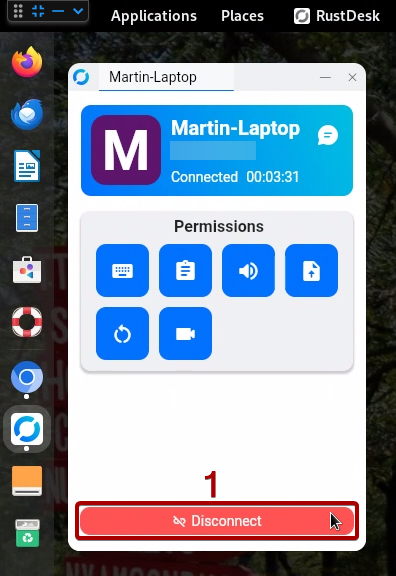 Applications Places RustDesk
Martin-Laptop
M
Martin-Laptop
Connected 00:03:31
Permissions
1
Disconnect